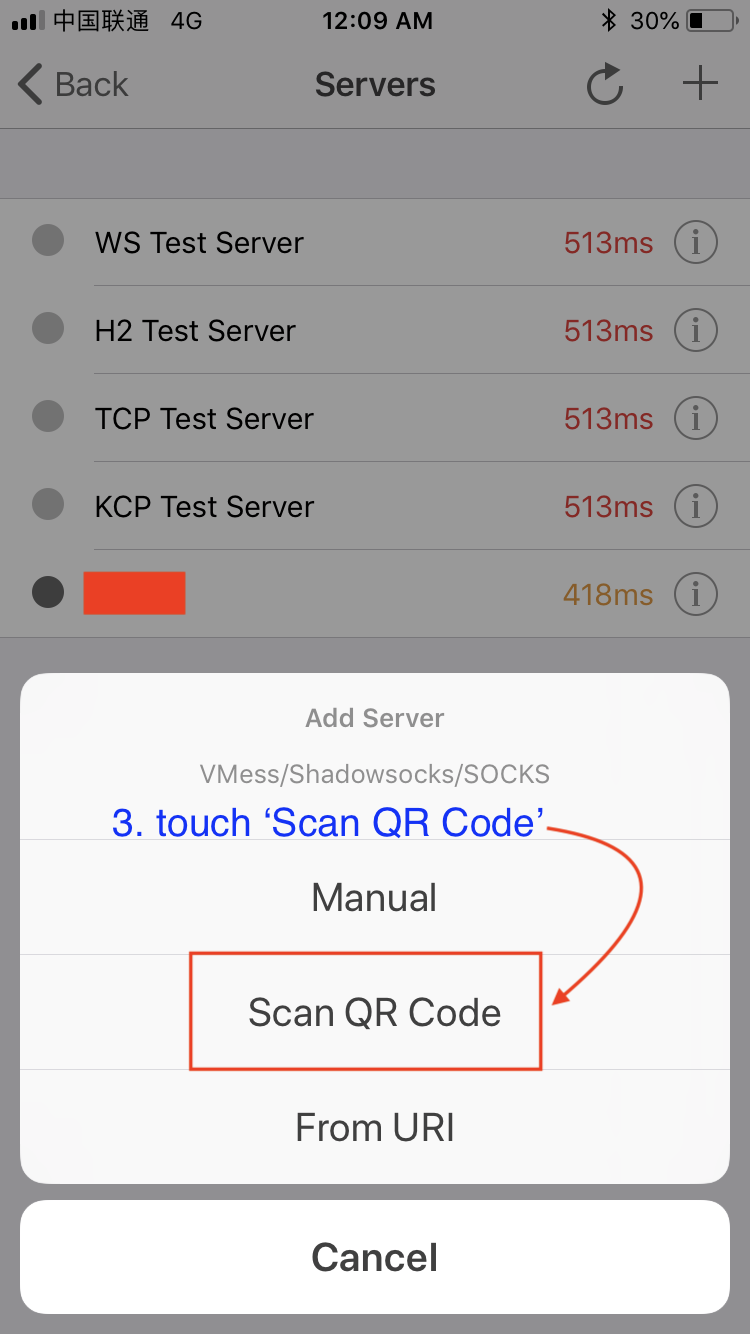 中国联通 4G 12:09 AM 30%
Back Servers
WS Test Server 513ms
H2 Test Server 513ms
TCP Test Server 513ms
KCP Test Server 513ms
418ms
Add Server
VMess/Shadowsocks/SOCKS
3. touch ‘Scan QR Code’
Manual
Scan QR Code
From URI
Cancel